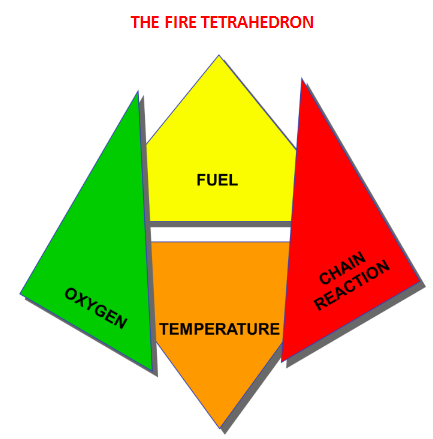 THE FIRE TETRAHEDRON
FUEL
OXYGEN
TEMPERATURE
CHAIN
REACTION